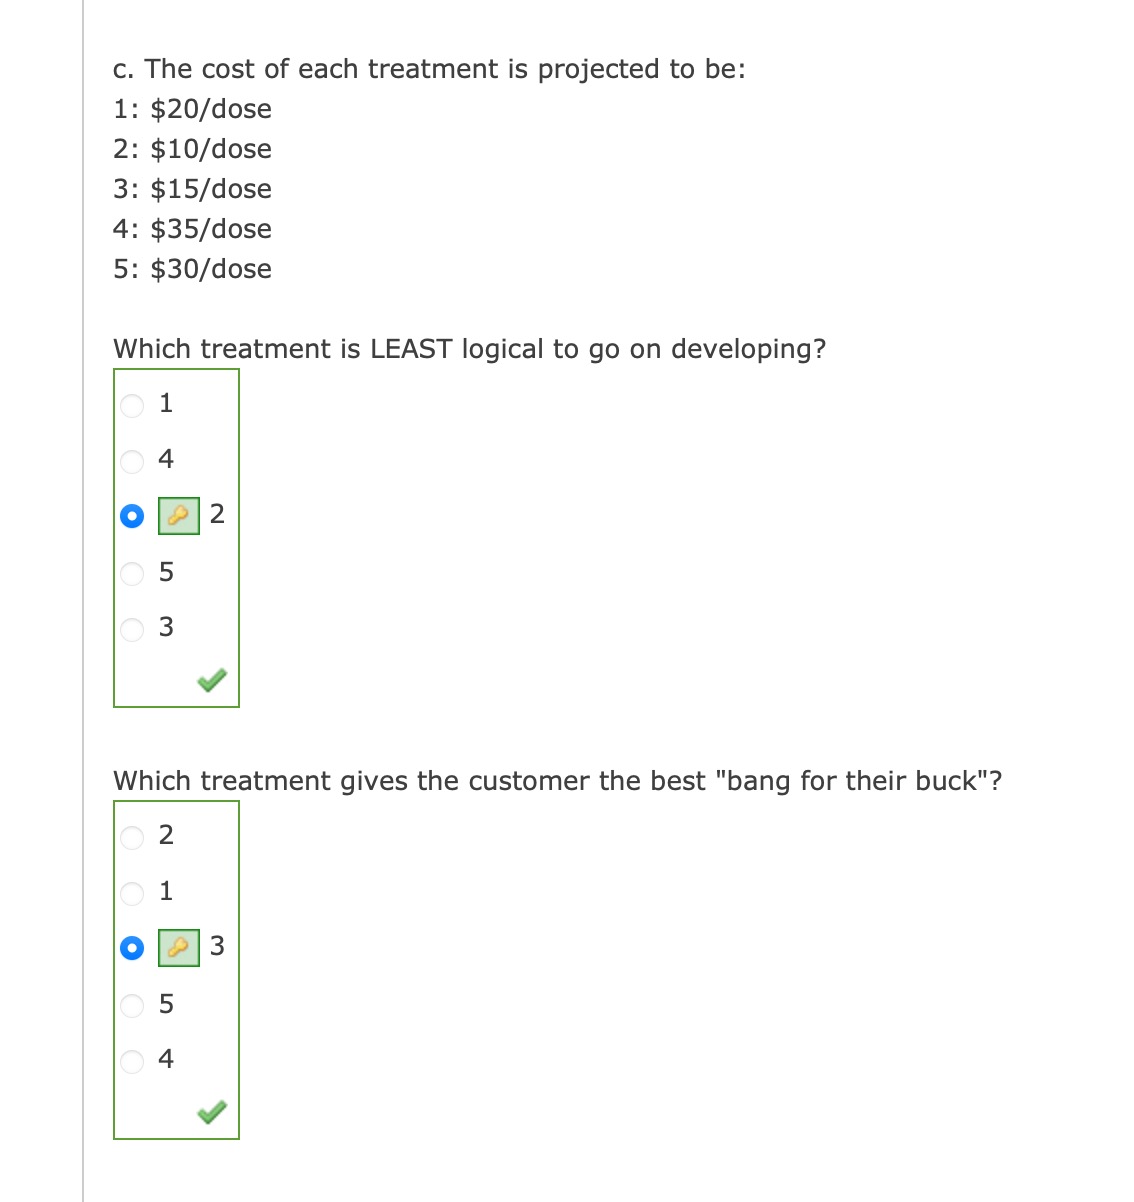 c. The cost of each treatment is projected to be:
1: $20/dose
2: $10/dose
3: $15/dose
4: $35/dose
5: $30/dose
Which treatment is LEAST logical to go on developing?
1
4
2
5
3
Which treatment gives the customer the best "bang for their buck"?
2
1
3
5
4